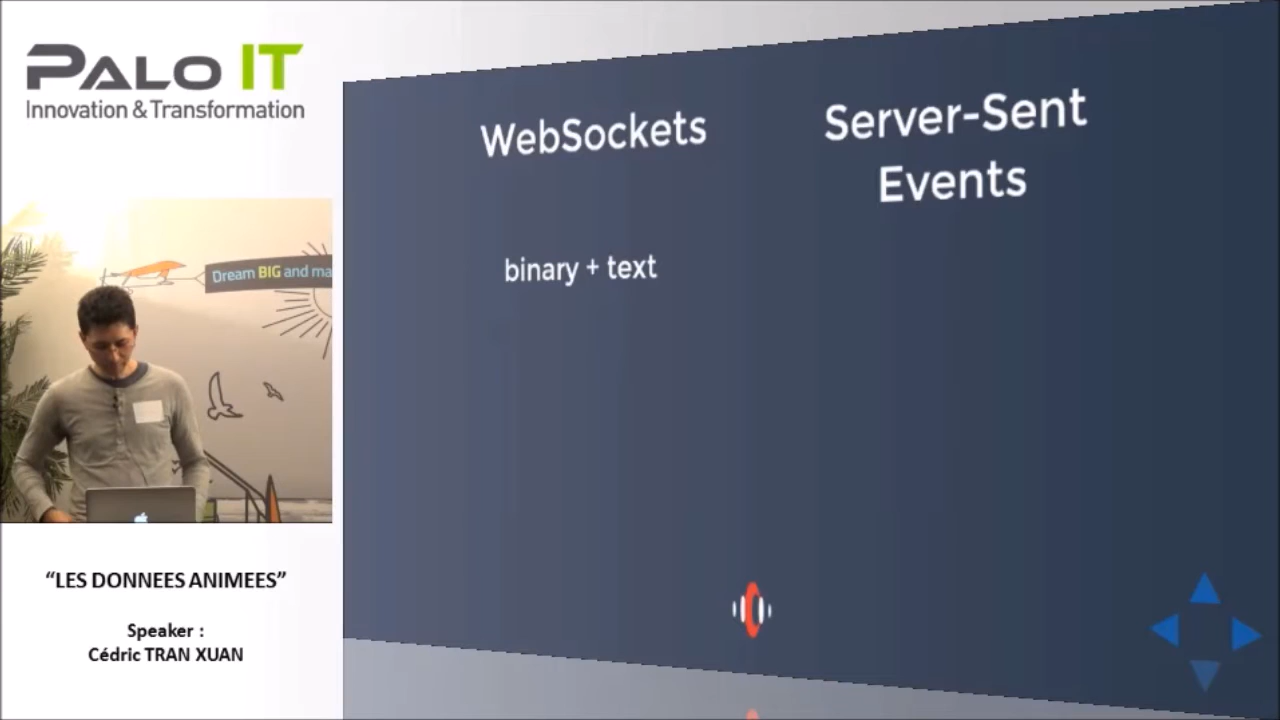 PALO IT
Innovation & Transformation
Dream BIG and ma
“LES DONNEES ANIMEES”
Speaker :
Cédric TRAN XUAN
WebSockets
Server-Sent
Events
binary + text